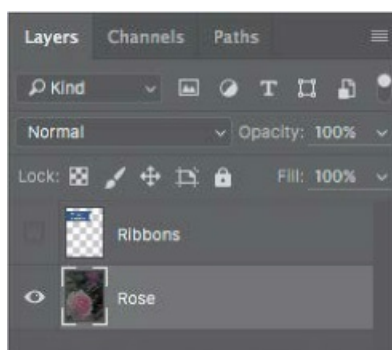 Layers Channels Paths
Kind T
Normal Opacity: 100%
Lock: Fill: 100%
Ribbons
Rose